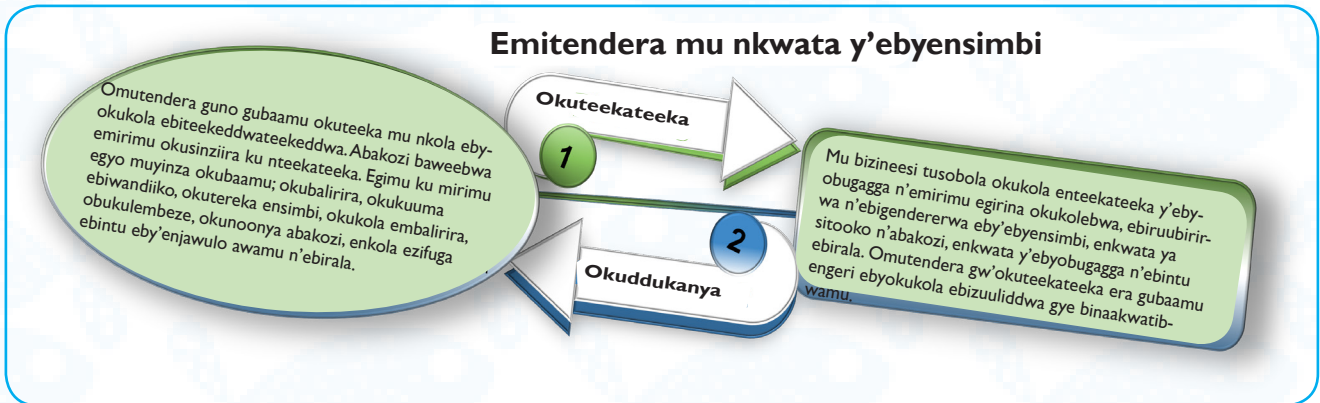 Emitendera mu nkwata y'ebyensimbi
Okuteekateeka
1
Mu bizineesi tusobola okukola enteekateeka y'eby-
obugagga n'emirimu egirina okukolebwa, ebiruubirir-
wa n'ebigendererwa eby'ebyensimbi, enkwata ya
sitooko n'abakozi, enkwata y'ebyobugagga n'ebintu
ebirala. Omutendera gw'okuteekateeka era gubaamu
engeri ebyokukola ebizuuliddwa gye binaakwatib-
wamu.
2
Okuddukanya
Omutendera guno gubaamu okuteeka mu nkola eby-
okukola ebiteekeddwateekeddwa. Abakozi baweebwa
emirimu okusinziira ku nteekateeka. Egimu ku mirimu
egyo muyinza okubaamu; okubalirira, okukuuma
ebiwandiiko, okutereka ensimbi, okukola embalirira,
obukulembeze, okunoonya abakozi, enkola ezifuga
ebintu eby'enjawulo awamu n'ebirala.